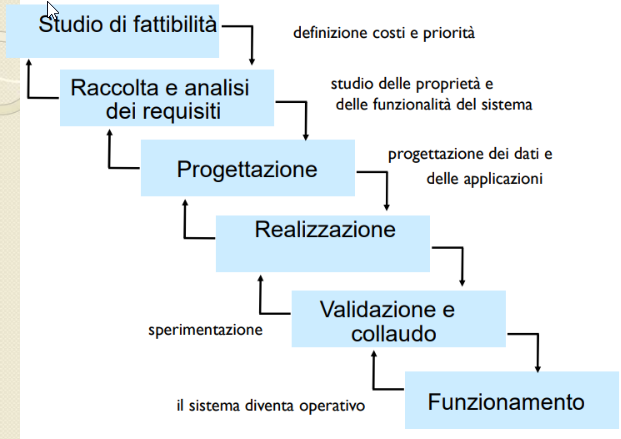 Studio di fattibilità
definizione costi e priorità
Raccolta e analisi
dei requisiti
studio delle proprietà e
delle funzionalità del sistema
Progettazione
progettazione dei dati e
delle applicazioni
Realizzazione
Validazione e
collaudo
sperimentazione
Funzionamento
il sistema diventa operativo